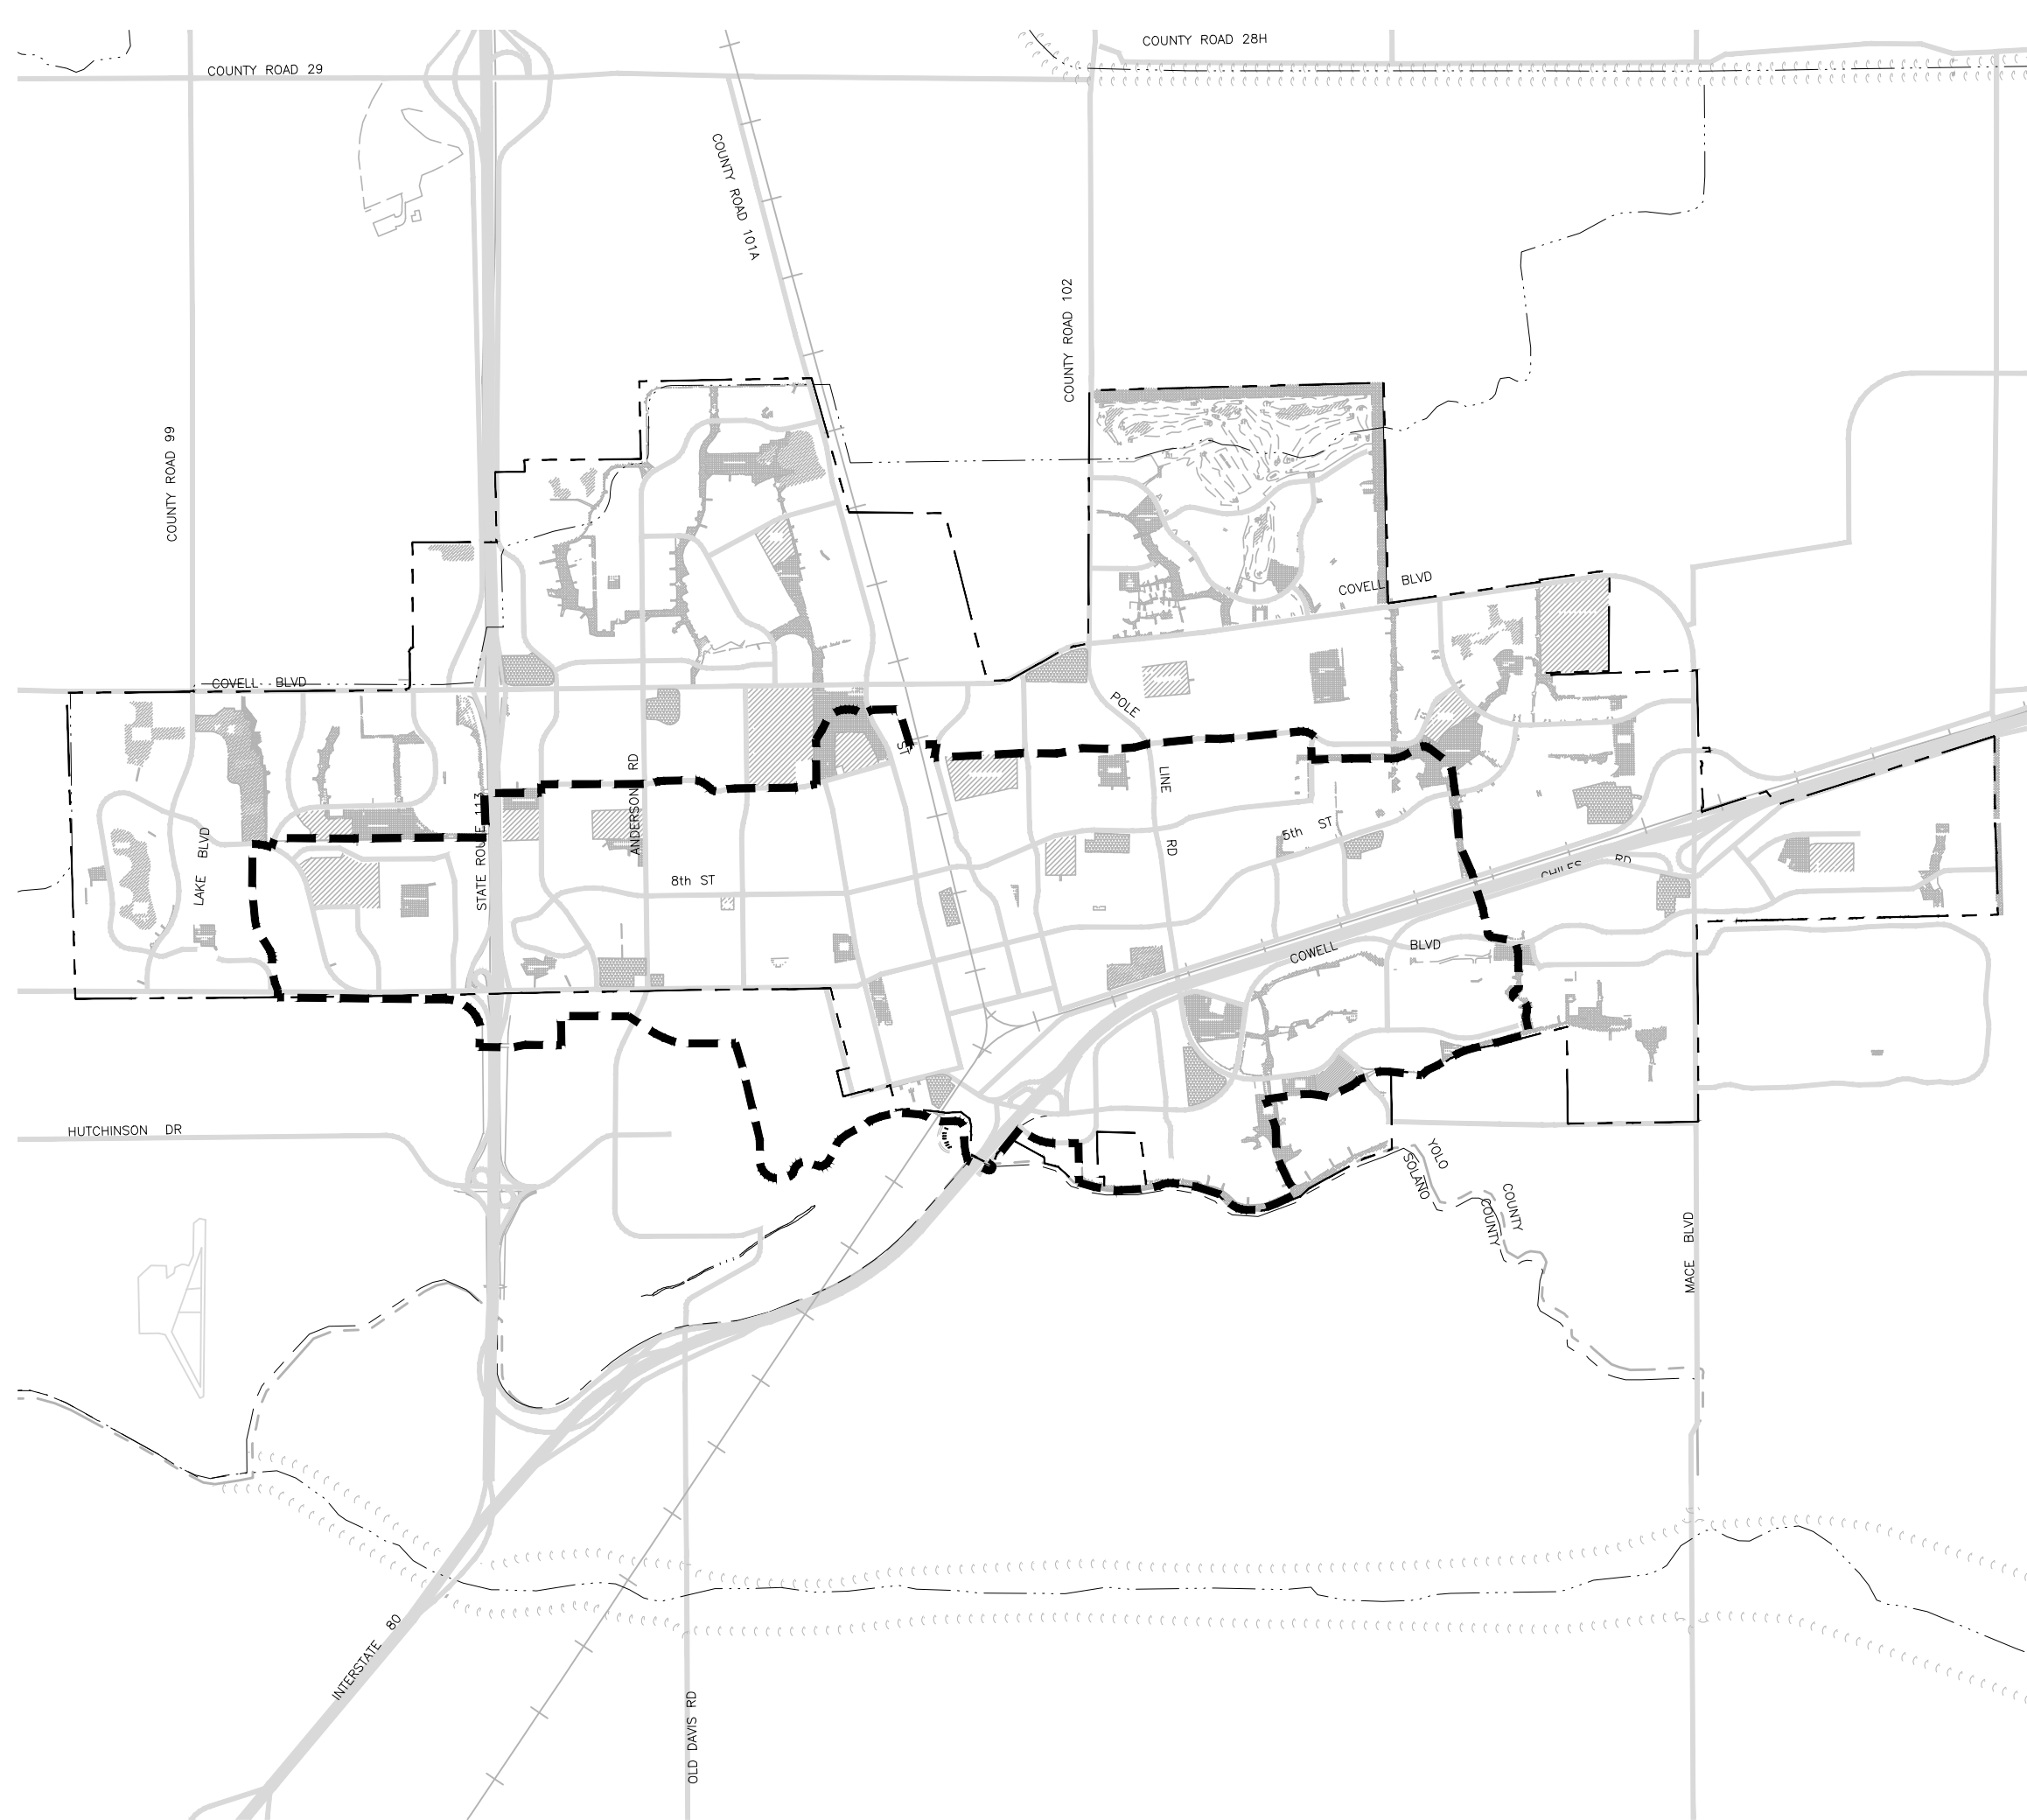 COUNTY ROAD 28H
COUNTY ROAD 29
COUNTY ROAD 101A
COUNTY ROAD 102
COUNTY ROAD 99
COVELL BLVD
COVELL BLVD
POLE
LINE
RD
ST
ANDERSON RD
STATE ROUTE 113
LAKE BLVD
5th ST
8th ST
CHILES RD
COWELL BLVD
HUTCHINSON DR
YOLO COUNTY
SOLANO COUNTY
MACE BLVD
INTERSTATE 80
OLD DAVIS RD